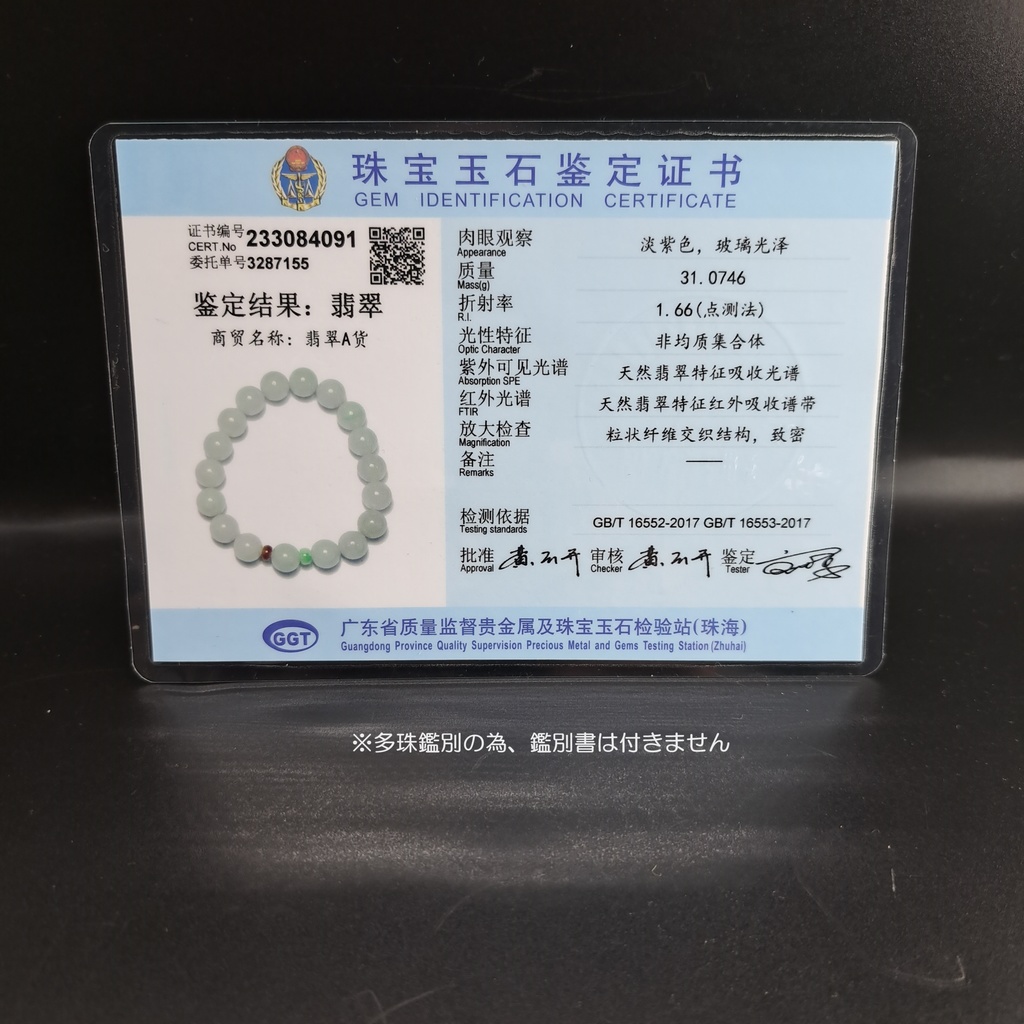 珠宝玉石鉴定证书
GEM IDENTIFICATION CERTIFICATE
证书编号 233084091
CERT.No
委托单号3287155
鉴定结果：翡翠
商贸名称：翡翠A货
肉眼观察 淡紫色，玻璃光泽
Appearance
质量 31.0746
Mass(g)
折射率 1.66(点测法)
R.I.
光性特征 非均质集合体
Optic Character
紫外可见光谱 天然翡翠特征吸收光谱
Absorption SPE
红外光谱 天然翡翠特征红外吸收谱带
FTIR
放大检查 粒状纤维交织结构，致密
Magnification
备注 ——
Remarks
检测依据 GB/T 16552-2017 GB/T 16553-2017
Testing standards
批准 审核 鉴定
Approval Checker Tester
GGT
广东省质量监督贵金属及珠宝玉石检验站(珠海)
Guangdong Province Quality Supervision Precious Metal and Gems Testing Station(Zhuhai)
※多珠鑑別の為、鑑別書は付きません